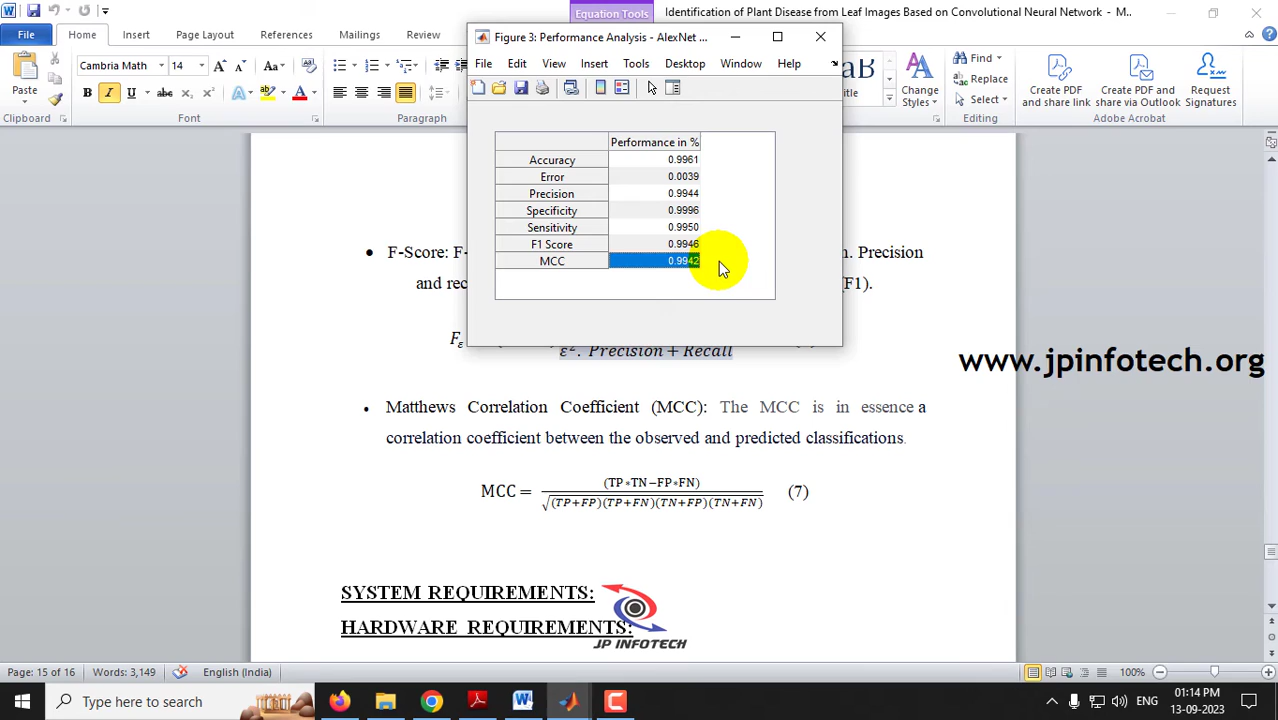 Equation Tools
Identification of Plant Disease from Leaf Images Based on Convolutional Neural Network - M..
File
Home
Insert
Page Layout
References
Mailings
Review
Paste
Clipboard
Cambria Math
14
B I U
Font
Paragraph
Change Styles
Replace
Select
Editing
Create PDF and share link
Create PDF and share via Outlook
Request Signatures
Adobe Acrobat
Figure 3: Performance Analysis - AlexNet ...
File Edit View Insert Tools Desktop Window Help
Performance in %
Accuracy 0.9961
Error 0.0039
Precision 0.9944
Specificity 0.9996
Sensitivity 0.9950
F1 Score 0.9946
MCC 0.9942
• F-Score: F-
n. Precision
and rec
(F1).
Fε
ε². Precision + Recall
www.jpinfotech.org
• Matthews Correlation Coefficient (MCC): The MCC is in essence a
correlation coefficient between the observed and predicted classifications.
MCC = (TP*TN−FP*FN) / √(TP+FP)(TP+FN)(TN+FP)(TN+FN) (7)
SYSTEM REQUIREMENTS:
HARDWARE REQUIREMENTS:
JP INFOTECH
Page: 15 of 16
Words: 3,149
English (India)
100%
Type here to search
ENG
01:14 PM
13-09-2023